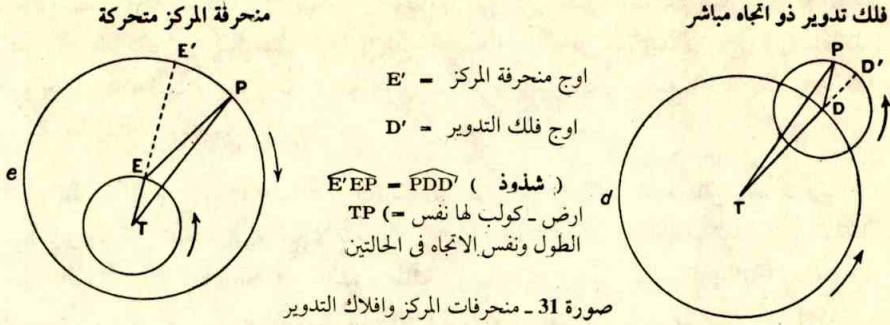 فلك تدوير ذو اتجاه مباشر
منحرفة المركز متحركة
P
D'
D
T
d
E' = اوج منحرفة المركز
D' = اوج فلك التدوير
E'EP = PDD' ( شذوذ )
TP (= ارض ـ كولب لها نفس
الطول ونفس الاتجاه فى الحالتين
E'
P
E
T
e
صورة 31 ـ منحرفات المركز وافلاك التدوير